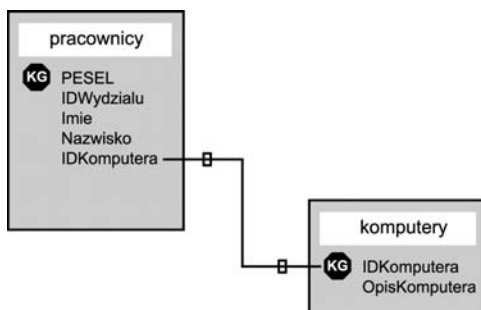 pracownicy
KG PESEL
IDWydzialu
Imie
Nazwisko
IDKomputera
komputery
KG IDKomputera
OpisKomputera